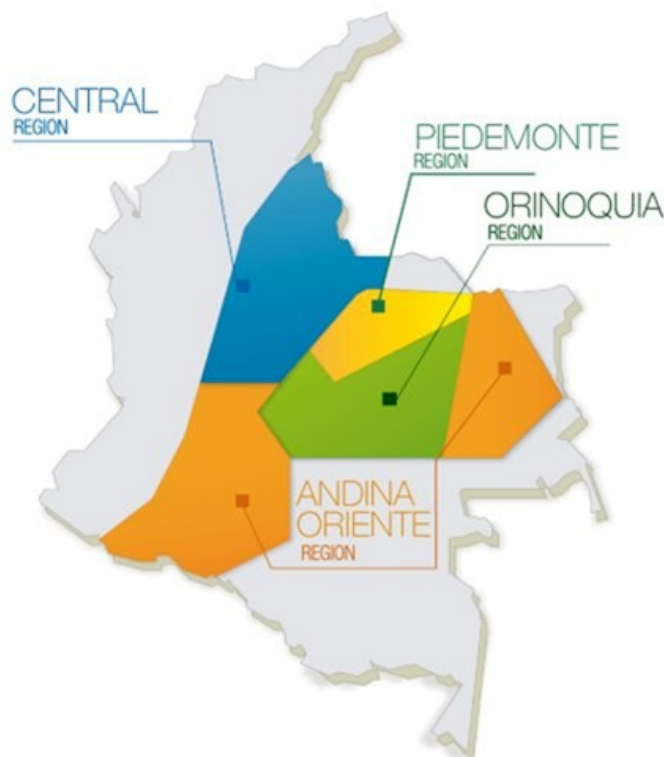 CENTRAL
REGION
PIEDEMONTE
REGION
ORINOQUIA
REGION
ANDINA
ORIENTE
REGION